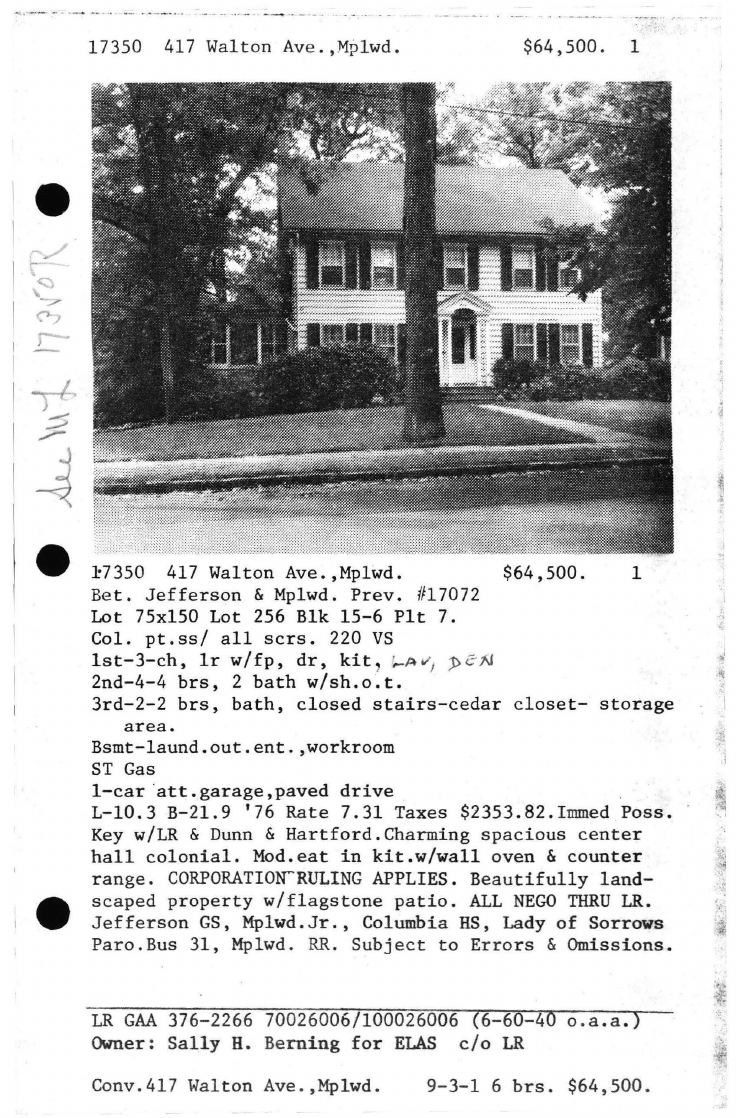 17350 417 Walton Ave.,Mplwd. $64,500. 1
See ML 17350R
17350 417 Walton Ave.,Mplwd. $64,500. 1
Bet. Jefferson & Mplwd. Prev. #17072
Lot 75x150 Lot 256 Blk 15-6 Plt 7.
Col. pt.ss/ all scrs. 220 VS
1st-3-ch, lr w/fp, dr, kit, LAV, DEN
2nd-4-4 brs, 2 bath w/sh.o.t.
3rd-2-2 brs, bath, closed stairs-cedar closet- storage
area.
Bsmt-laund.out.ent.,workroom
ST Gas
1-car att.garage,paved drive
L-10.3 B-21.9 '76 Rate 7.31 Taxes $2353.82.Immed Poss.
Key w/LR & Dunn & Hartford.Charming spacious center
hall colonial. Mod.eat in kit.w/wall oven & counter
range. CORPORATION RULING APPLIES. Beautifully land-
scaped property w/flagstone patio. ALL NEGO THRU LR.
Jefferson GS, Mplwd.Jr., Columbia HS, Lady of Sorrows
Paro.Bus 31, Mplwd. RR. Subject to Errors & Omissions.
LR GAA 376-2266 70026006/100026006 (6-60-40 o.a.a.)
Owner: Sally H. Berning for ELAS c/o LR
Conv.417 Walton Ave.,Mplwd. 9-3-1 6 brs. $64,500.